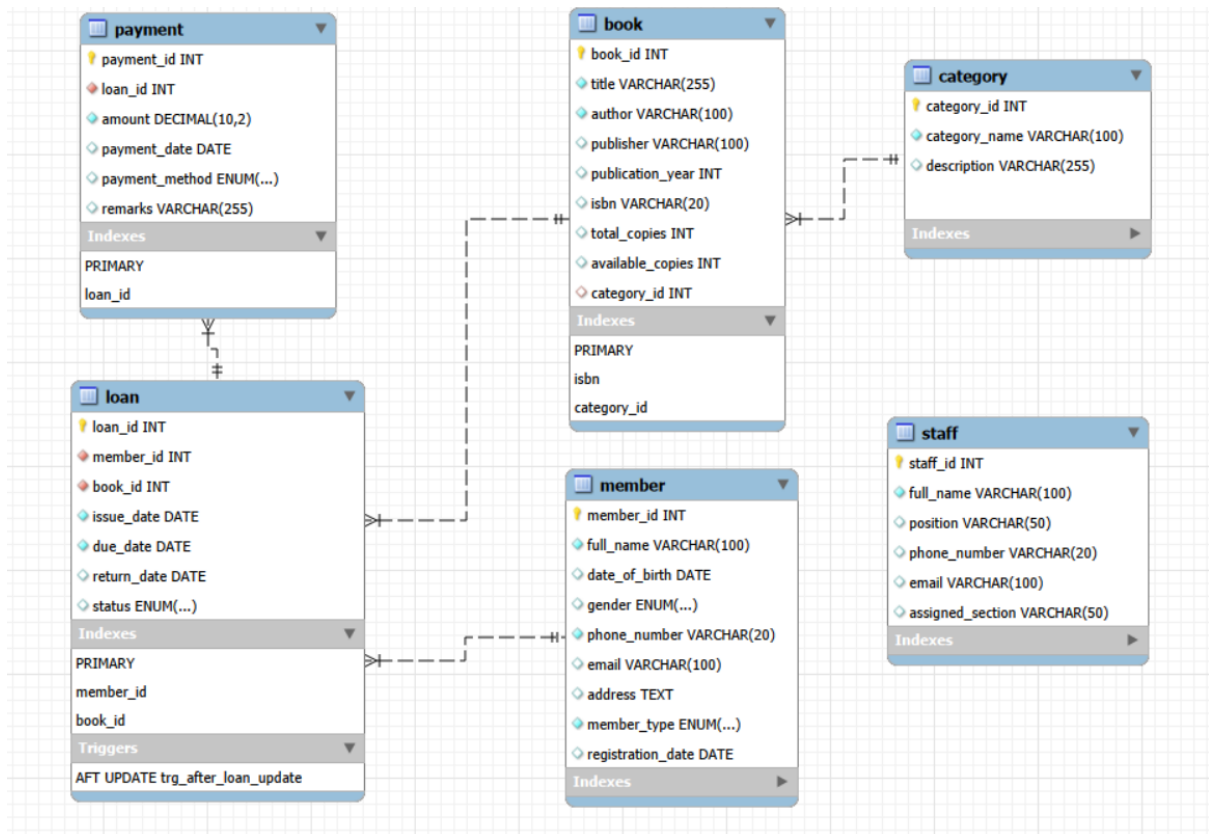 payment
payment_id INT
loan_id INT
amount DECIMAL(10,2)
payment_date DATE
payment_method ENUM(...)
remarks VARCHAR(255)
Indexes
PRIMARY
loan_id
book
book_id INT
title VARCHAR(255)
author VARCHAR(100)
publisher VARCHAR(100)
publication_year INT
isbn VARCHAR(20)
total_copies INT
available_copies INT
category_id INT
Indexes
PRIMARY
isbn
category_id
category
category_id INT
category_name VARCHAR(100)
description VARCHAR(255)
Indexes
loan
loan_id INT
member_id INT
book_id INT
issue_date DATE
due_date DATE
return_date DATE
status ENUM(...)
Indexes
PRIMARY
member_id
book_id
Triggers
AFT UPDATE trg_after_loan_update
member
member_id INT
full_name VARCHAR(100)
date_of_birth DATE
gender ENUM(...)
phone_number VARCHAR(20)
email VARCHAR(100)
address TEXT
member_type ENUM(...)
registration_date DATE
Indexes
staff
staff_id INT
full_name VARCHAR(100)
position VARCHAR(50)
phone_number VARCHAR(20)
email VARCHAR(100)
assigned_section VARCHAR(50)
Indexes